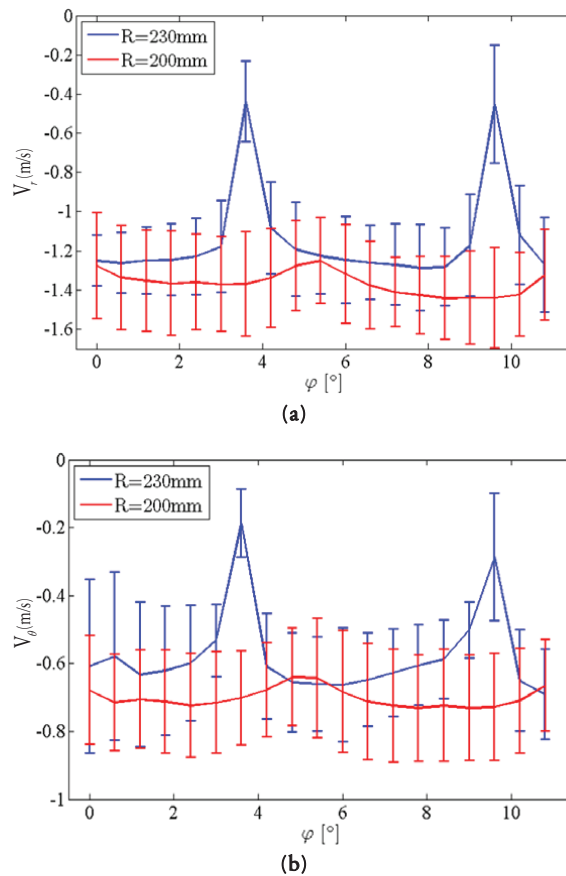 0
-0.2
-0.4
-0.6
-0.8
-1
-1.2
-1.4
-1.6
V_r (m/s)
R=230mm
R=200mm
0 2 4 6 8 10
φ [°]
(a)
0
-0.2
-0.4
-0.6
-0.8
-1
V_θ (m/s)
R=230mm
R=200mm
0 2 4 6 8 10
φ [°]
(b)